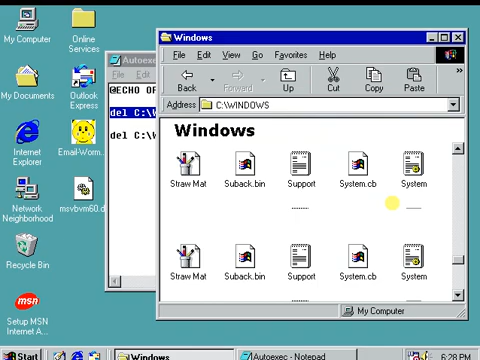 My Computer
Online
Services
My Documents
Outlook
Express
Internet
Explorer
Email-Worm...
Network
Neighborhood
msvbvm60.d
Recycle Bin
Setup MSN
Internet A...
Autoexec
File Edit
@ECHO OF
del C:\
del C:\
Windows
File Edit View Go Favorites Help
Back Forward Up Cut Copy Paste »
Address C:\WINDOWS
Windows
Straw Mat Suback.bin Support System.cb System
Straw Mat Suback.bin Support System.cb System
My Computer
Start Windows Autoexec - Notepad 6:28 PM
msn